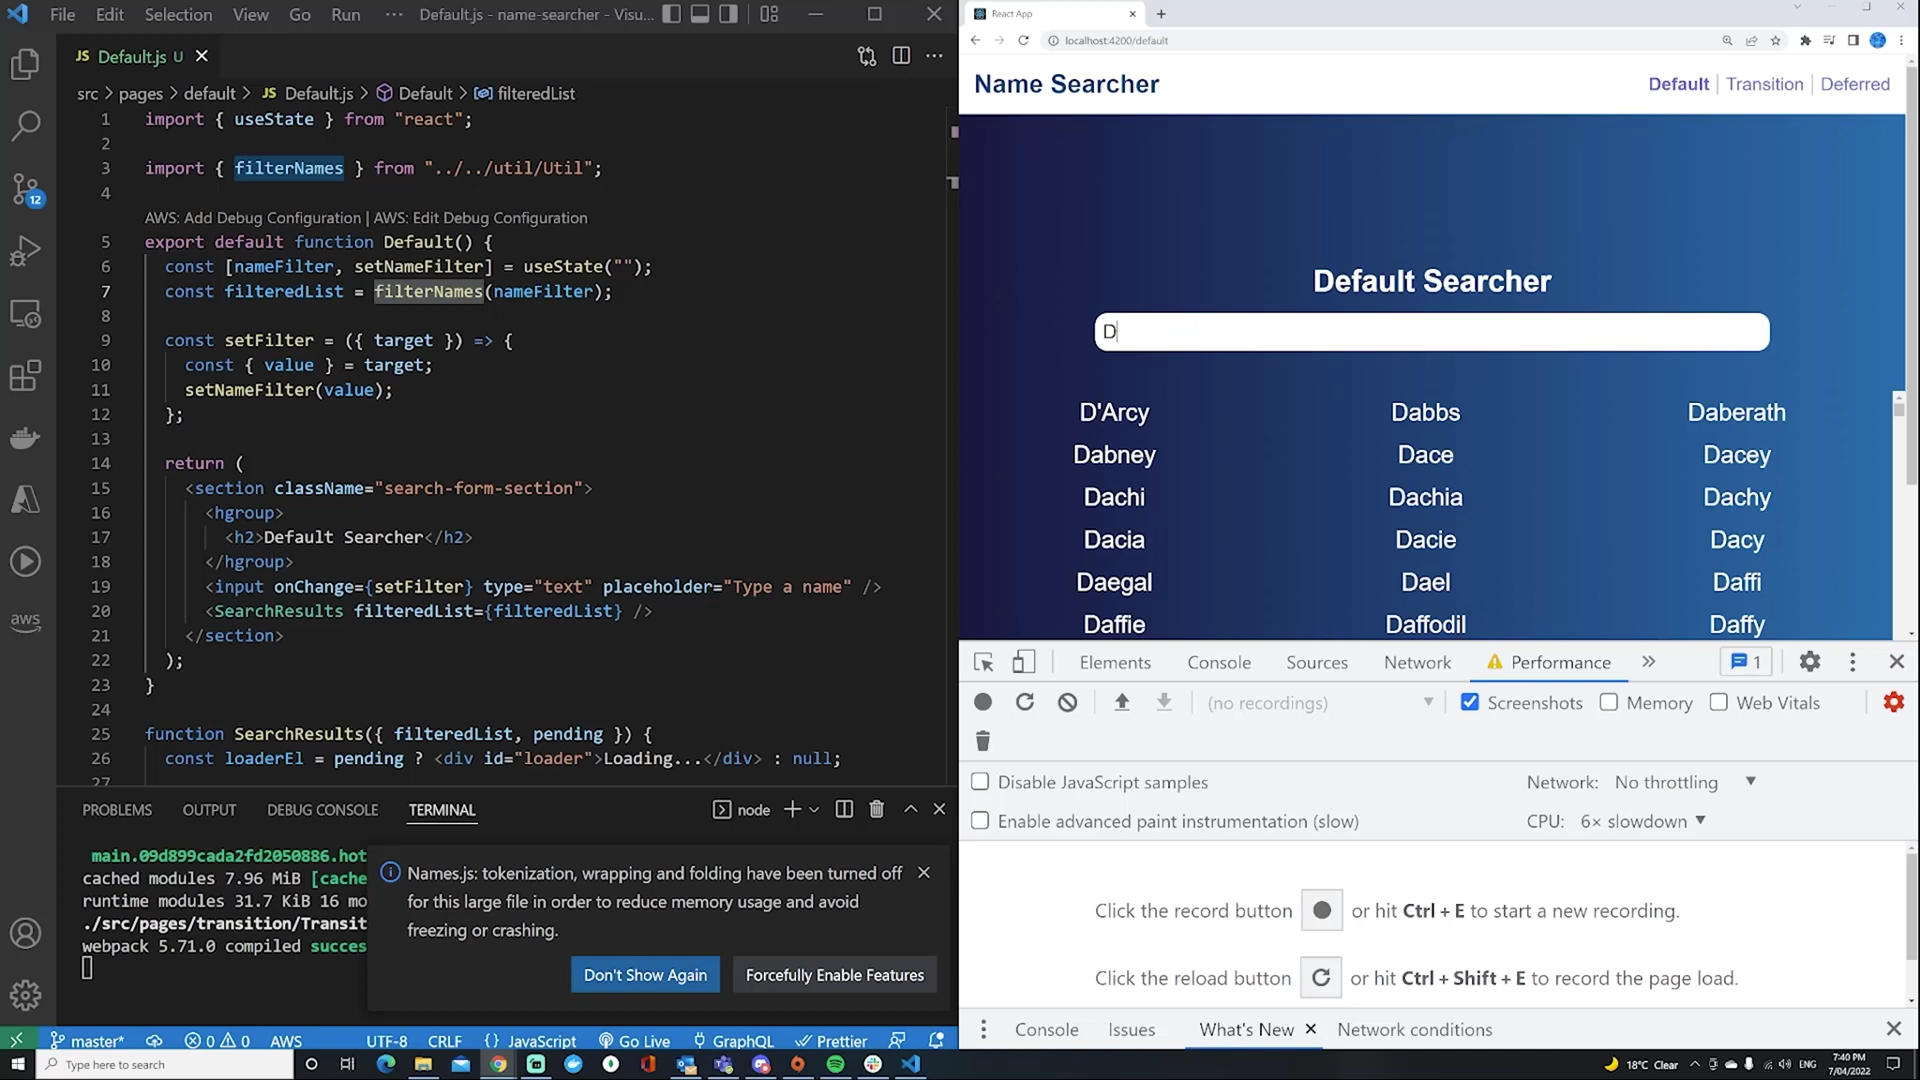 File Edit Selection View Go Run ··· Default.js - name-searcher - Visu...
JS Default.js U
src > pages > default > JS Default.js > Default > filteredList
1 import { useState } from "react";
2
3 import { filterNames } from "../../util/Util";
4
AWS: Add Debug Configuration | AWS: Edit Debug Configuration
5 export default function Default() {
6 const [nameFilter, setNameFilter] = useState("");
7 const filteredList = filterNames(nameFilter);
8
9 const setFilter = ({ target }) => {
10 const { value } = target;
11 setNameFilter(value);
12 };
13
14 return (
15 <section className="search-form-section">
16 <hgroup>
17 <h2>Default Searcher</h2>
18 </hgroup>
19 <input onChange={setFilter} type="text" placeholder="Type a name" />
20 <SearchResults filteredList={filteredList} />
21 </section>
22 );
23 }
24
25 function SearchResults({ filteredList, pending }) {
26 const loaderEl = pending ? <div id="loader">Loading...</div> : null;
27
PROBLEMS OUTPUT DEBUG CONSOLE TERMINAL node
main.09d899cada2fd2050886.hot
cached modules 7.96 MiB [cache
runtime modules 31.7 KiB 16 mo
./src/pages/transition/Transit
webpack 5.71.0 compiled succes
Names.js: tokenization, wrapping and folding have been turned off
for this large file in order to reduce memory usage and avoid
freezing or crashing.
Don't Show Again Forcefully Enable Features
12
aws
master* 0 0 AWS UTF-8 CRLF {} JavaScript Go Live GraphQL Prettier
React App
localhost:4200/default
Name Searcher Default | Transition | Deferred
Default Searcher
D
D'Arcy Dabbs Daberath
Dabney Dace Dacey
Dachi Dachia Dachy
Dacia Dacie Dacy
Daegal Dael Daffi
Daffie Daffodil Daffy
Elements Console Sources Network Performance » 1
(no recordings) Screenshots Memory Web Vitals
Disable JavaScript samples Network: No throttling
Enable advanced paint instrumentation (slow) CPU: 6× slowdown
Click the record button or hit Ctrl + E to start a new recording.
Click the reload button or hit Ctrl + Shift + E to record the page load.
Console Issues What's New Network conditions
Type here to search 18°C Clear ENG 7:40 PM
7/04/2022